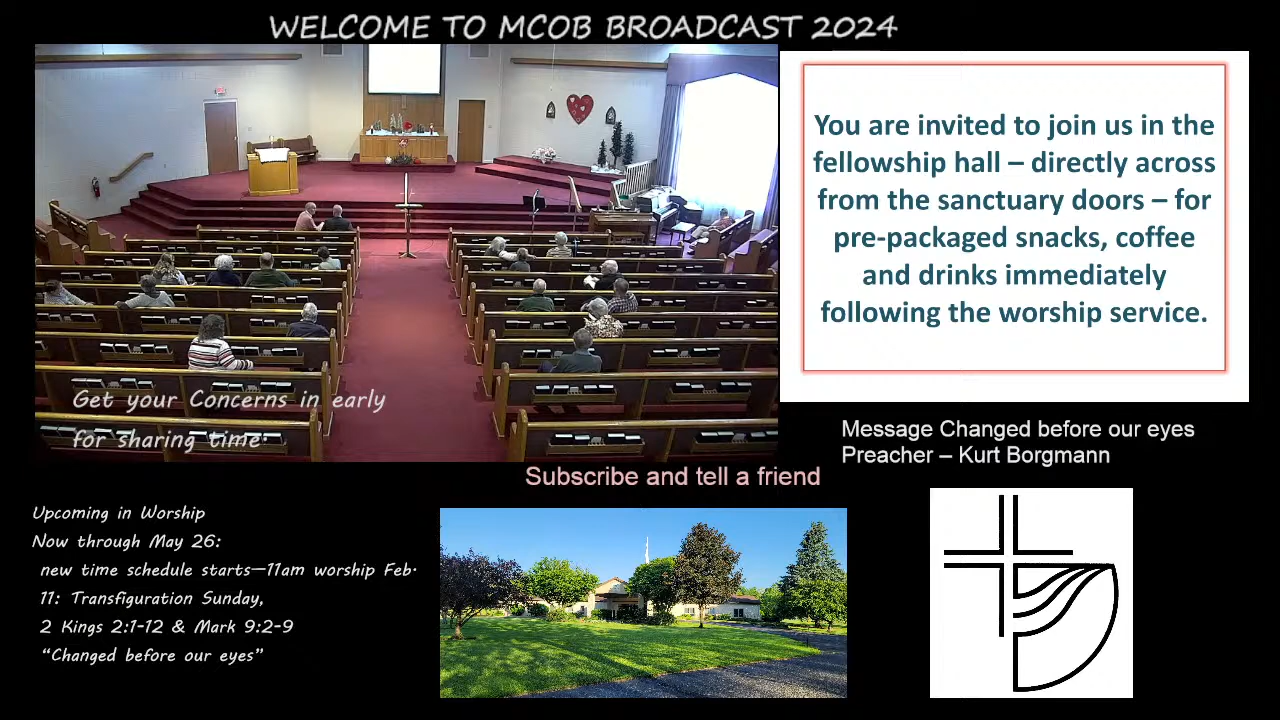 WELCOME TO MCOB BROADCAST 2024
You are invited to join us in the
fellowship hall – directly across
from the sanctuary doors – for
pre-packaged snacks, coffee
and drinks immediately
following the worship service.
Get your Concerns in early
for sharing time.
Message Changed before our eyes
Preacher – Kurt Borgmann
Subscribe and tell a friend
Upcoming in Worship
Now through May 26:
new time schedule starts—11am worship Feb.
11: Transfiguration Sunday,
2 Kings 2:1-12 & Mark 9:2-9
“Changed before our eyes”